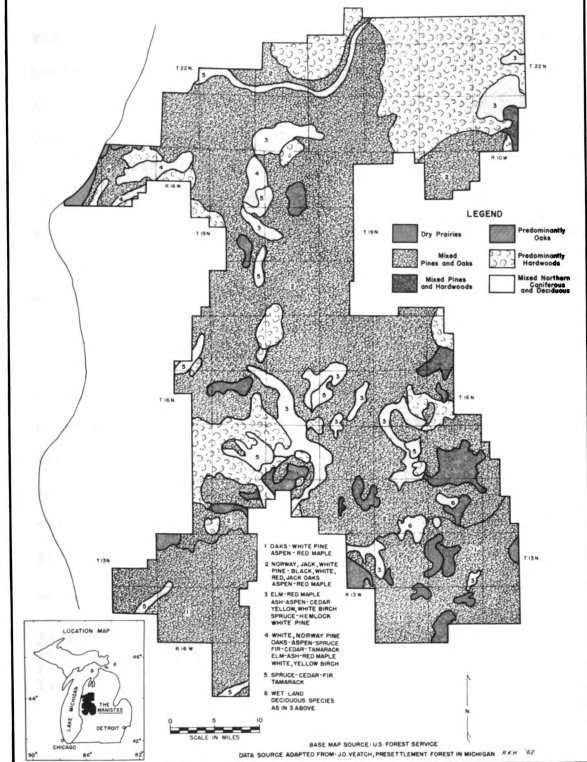 T. 22 N.
T. 22 N.
R. 10 W
R. 16 W
T. 19 N.
T. 19 N.
LEGEND
Dry Prairies
Predominantly
Oaks
Mixed
Pines and Oaks
Predominantly
Hardwoods
Mixed Pines
and Hardwoods
Mixed Northern
Coniferous
and Deciduous
T. 16 N.
T. 16 N.
T. 13 N
T. 13 N.
R. 13 W
R. 16 W
1 OAKS-WHITE PINE
ASPEN-RED MAPLE
2 NORWAY, JACK, WHITE
PINE-BLACK, WHITE,
RED, JACK OAKS
ASPEN-RED MAPLE
3 ELM-RED MAPLE
ASH-ASPEN-CEDAR
YELLOW, WHITE BIRCH
SPRUCE-HEMLOCK
WHITE PINE
4 WHITE, NORWAY PINE
OAKS-ASPEN-SPRUCE
FIR-CEDAR-TAMARACK
ELM-ASH-RED MAPLE
WHITE, YELLOW BIRCH
5 SPRUCE-CEDAR-FIR
TAMARACK
6 WET LAND
DECIDUOUS SPECIES
AS IN 3 ABOVE
LOCATION MAP
46°
44°
LAKE MICHIGAN
THE
MANISTEE
DETROIT
CHICAGO
42°
90°
86°
82°
0
10
SCALE IN MILES
N
BASE MAP SOURCE: U.S. FOREST SERVICE
DATA SOURCE ADAPTED FROM: J.O. VEATCH, PRESETTLEMENT FOREST IN MICHIGAN RKH '62